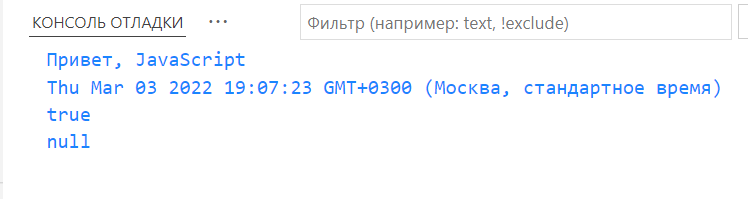 КОНСОЛЬ ОТЛАДКИ ... Фильтр (например: text, !exclude)
Привет, JavaScript
Thu Mar 03 2022 19:07:23 GMT+0300 (Москва, стандартное время)
true
null